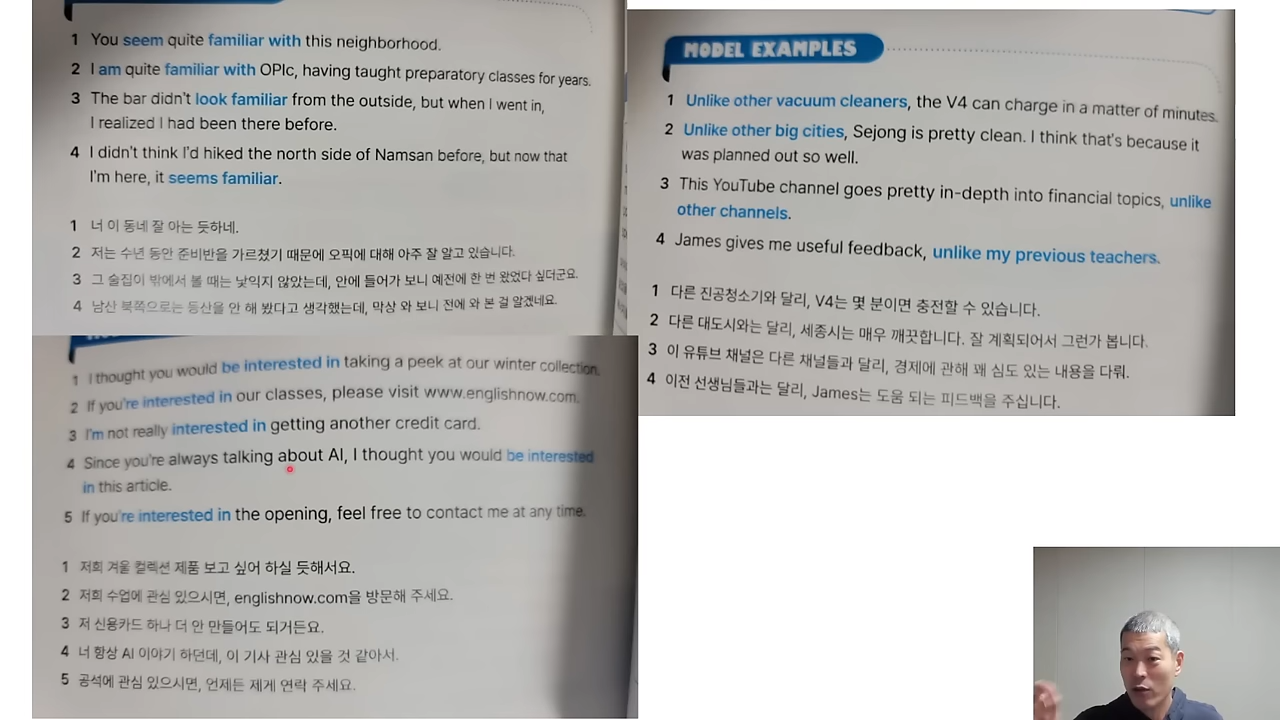 1 You seem quite familiar with this neighborhood.
2 I am quite familiar with OPIc, having taught preparatory classes for years.
3 The bar didn't look familiar from the outside, but when I went in,
I realized I had been there before.
4 I didn't think I'd hiked the north side of Namsan before, but now that
I'm here, it seems familiar.
1 너 이 동네 잘 아는 듯하네.
2 저는 수년 동안 준비반을 가르쳤기 때문에 오픽에 대해 아주 잘 알고 있습니다.
3 그 술집이 밖에서 볼 때는 낯익지 않았는데, 안에 들어가 보니 예전에 한 번 왔었다 싶더군요.
4 남산 북쪽으로는 등산을 안 해 봤다고 생각했는데, 막상 와 보니 전에 와 본 걸 알겠네요.
MODEL EXAMPLES
1 Unlike other vacuum cleaners, the V4 can charge in a matter of minutes.
2 Unlike other big cities, Sejong is pretty clean. I think that's because it
was planned out so well.
3 This YouTube channel goes pretty in-depth into financial topics, unlike
other channels.
4 James gives me useful feedback, unlike my previous teachers.
1 다른 진공청소기와 달리, V4는 몇 분이면 충전할 수 있습니다.
2 다른 대도시와는 달리, 세종시는 매우 깨끗합니다. 잘 계획되어서 그런가 봅니다.
3 이 유튜브 채널은 다른 채널들과 달리, 경제에 관해 꽤 심도 있는 내용을 다뤄.
4 이전 선생님들과는 달리, James는 도움 되는 피드백을 주십니다.
1 I thought you would be interested in taking a peek at our winter collection.
2 If you're interested in our classes, please visit www.englishnow.com.
3 I'm not really interested in getting another credit card.
4 Since you're always talking about AI, I thought you would be interested
in this article.
5 If you're interested in the opening, feel free to contact me at any time.
1 저희 겨울 컬렉션 제품 보고 싶어 하실 듯해서요.
2 저희 수업에 관심 있으시면, englishnow.com을 방문해 주세요.
3 저 신용카드 하나 더 안 만들어도 되거든요.
4 너 항상 AI 이야기 하던데, 이 기사 관심 있을 것 같아서.
5 공석에 관심 있으시면, 언제든 제게 연락 주세요.